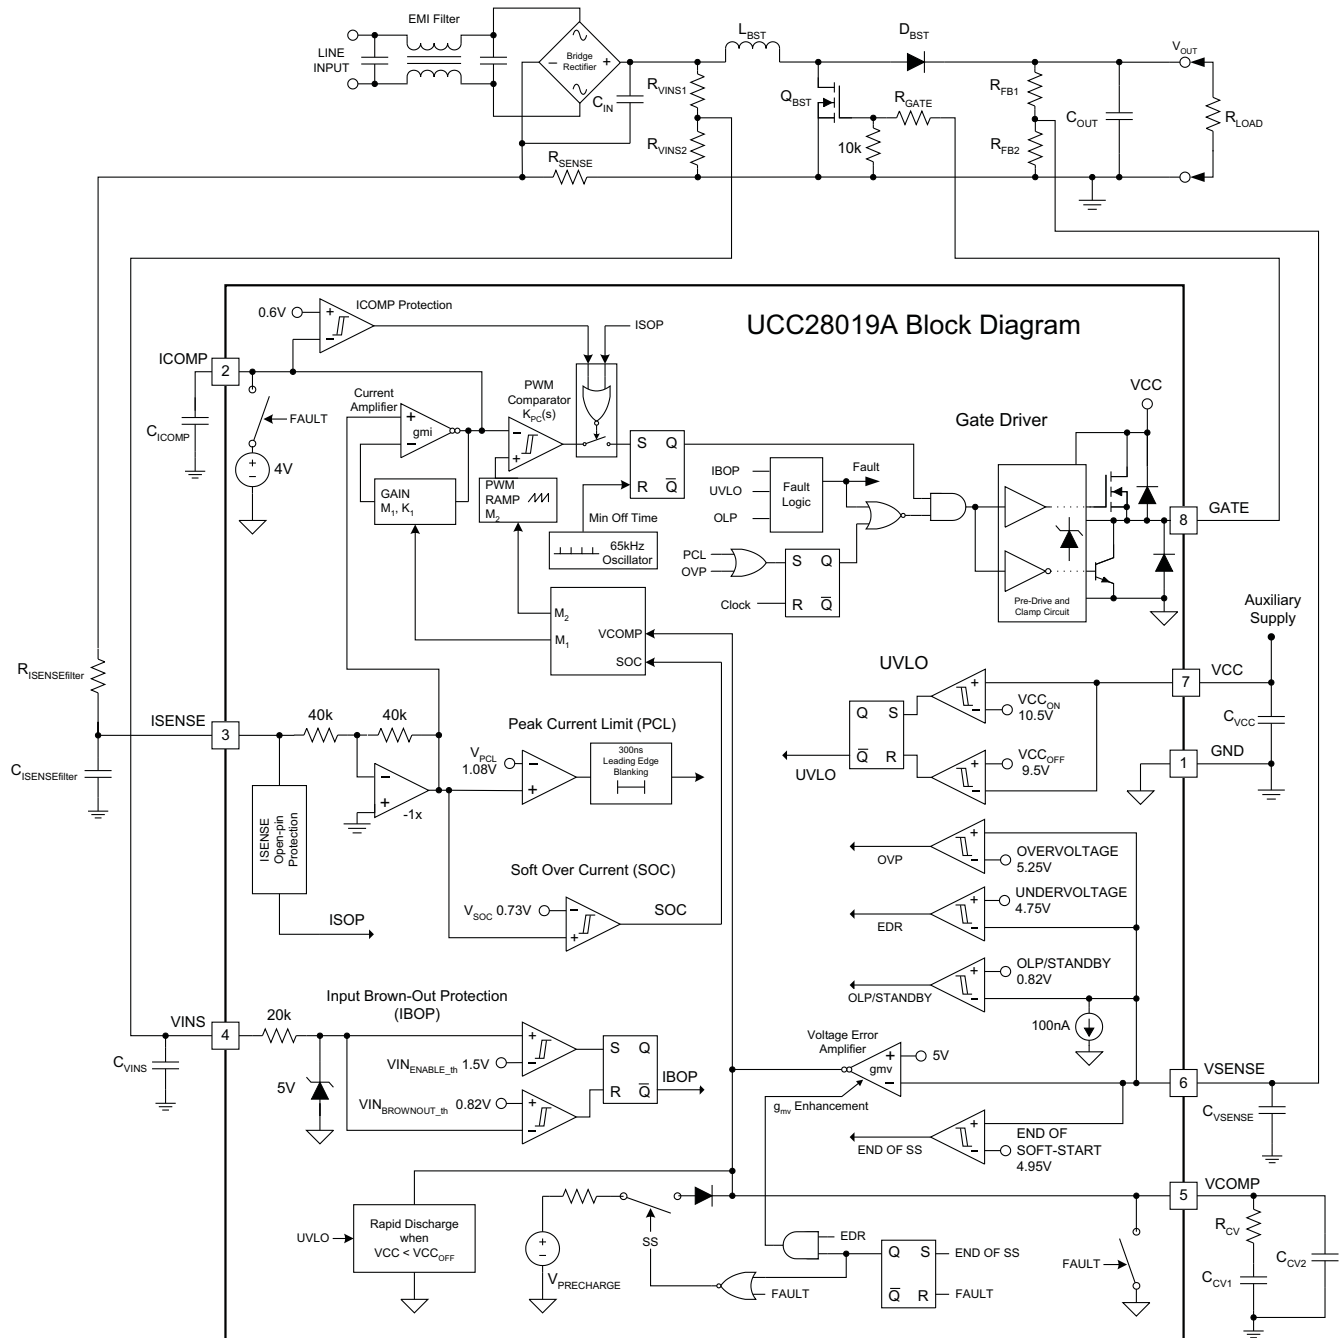 EMI Filter
LINE
INPUT
Bridge
Rectifier
C_IN
R_VINS1
R_VINS2
R_SENSE
L_BST
D_BST
Q_BST
R_GATE
10k
R_FB1
R_FB2
C_OUT
V_OUT
R_LOAD
UCC28019A Block Diagram
0.6V
ICOMP Protection
ISOP
ICOMP
2
C_ICOMP
FAULT
4V
Current
Amplifier
+
gmi
−
GAIN
M1, K1
PWM
Comparator
K_PC(s)
PWM
RAMP
M2
S Q
R Q̅
Min Off Time
65kHz
Oscillator
M2
M1
VCOMP
SOC
IBOP
UVLO
OLP
Fault
Logic
Fault
PCL
OVP
Clock
S Q
R Q̅
Gate Driver
VCC
Pre-Drive and
Clamp Circuit
8
GATE
Auxiliary
Supply
7
VCC
C_VCC
1
GND
UVLO
Q S
Q̅ R
UVLO
VCC_ON
10.5V
VCC_OFF
9.5V
R_ISENSEfilter
ISENSE
3
C_ISENSEfilter
40k
40k
-1x
ISENSE
Open-pin
Protection
ISOP
Peak Current Limit (PCL)
V_PCL
1.08V
300ns
Leading Edge
Blanking
Soft Over Current (SOC)
V_SOC 0.73V
SOC
OVP
OVERVOLTAGE
5.25V
EDR
UNDERVOLTAGE
4.75V
OLP/STANDBY
OLP/STANDBY
0.82V
100nA
Input Brown-Out Protection
(IBOP)
VINS
4
20k
C_VINS
5V
VIN_ENABLE_th 1.5V
VIN_BROWNOUT_th 0.82V
S Q
R Q̅
IBOP
Voltage Error
Amplifier
5V
+
gmv
−
g_mv Enhancement
6
VSENSE
C_VSENSE
END OF SS
END OF
SOFT-START
4.95V
5
VCOMP
R_CV
C_CV1
C_CV2
FAULT
UVLO
Rapid Discharge
when
VCC < VCC_OFF
V_PRECHARGE
SS
EDR
FAULT
Q S
Q̅ R
END OF SS
FAULT